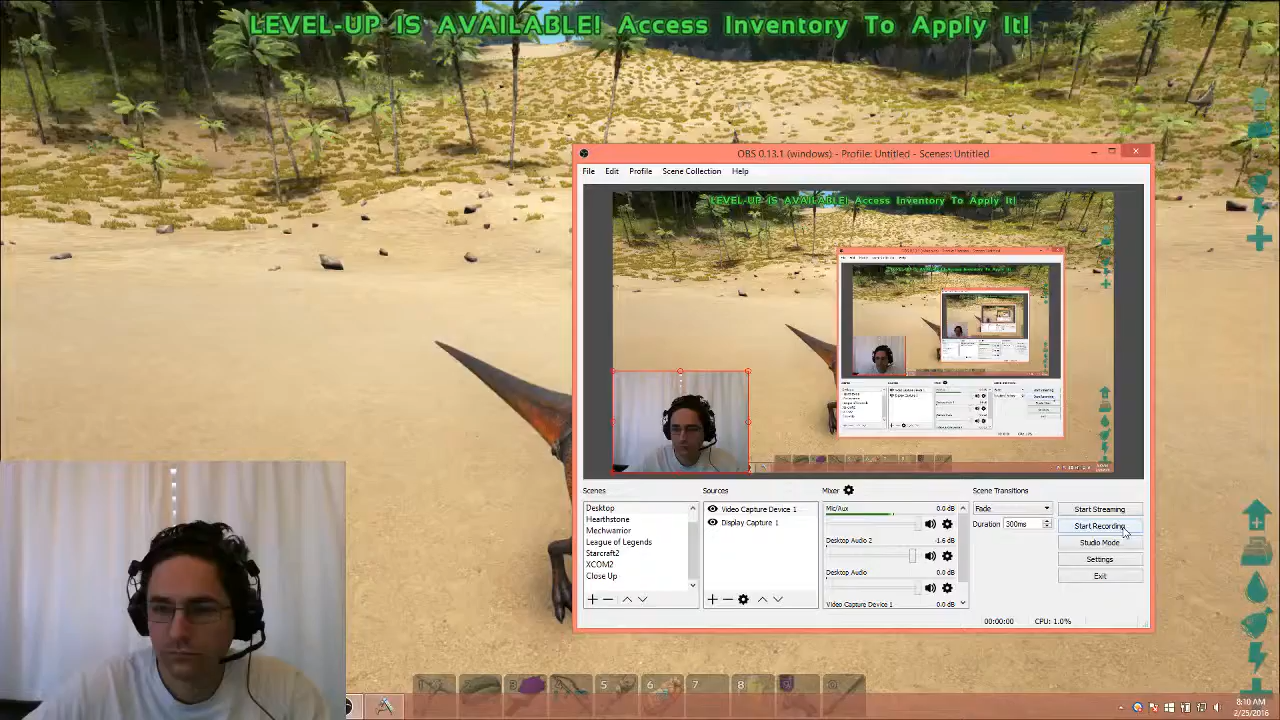 LEVEL-UP IS AVAILABLE! Access Inventory To Apply It!
OBS 0.13.1 (windows) - Profile: Untitled - Scenes: Untitled
File Edit Profile Scene Collection Help
LEVEL-UP IS AVAILABLE! Access Inventory To Apply It!
Scenes
Sources
Mixer
Scene Transitions
Desktop
Hearthstone
Mechwarrior
League of Legends
Starcraft2
XCOM2
Close Up
Video Capture Device 1
Display Capture 1
Mic/Aux 0.0 dB
Desktop Audio 2 -1.6 dB
Desktop Audio 0.0 dB
Video Capture Device 1 0.0 dB
Fade
Duration 300ms
Start Streaming
Start Recording
Studio Mode
Settings
Exit
00:00:00 CPU: 1.0%
5 6 7 8
8:10 AM
2/25/2016